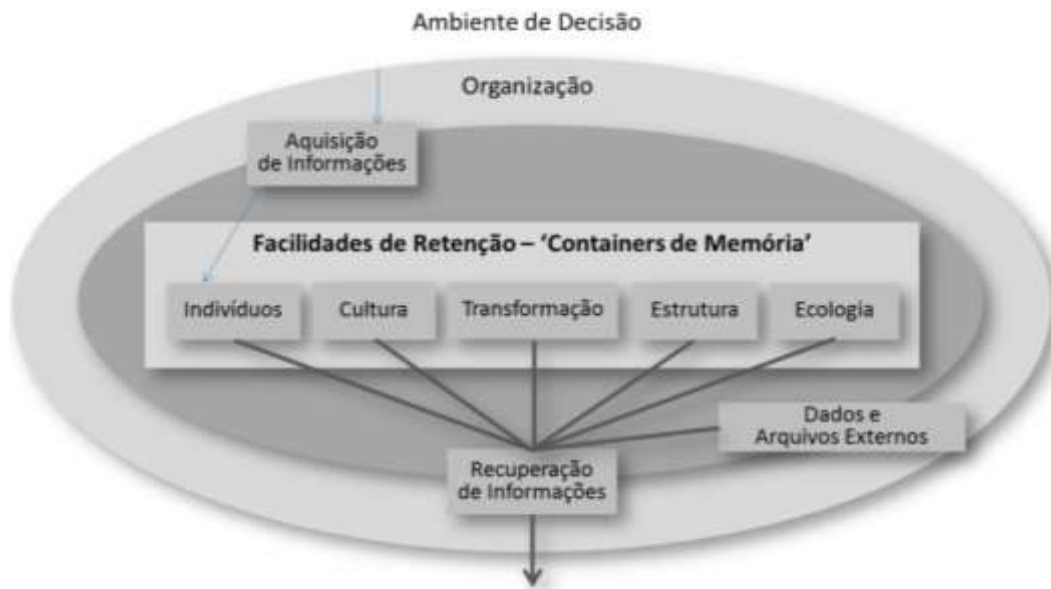 Ambiente de Decisão
Organização
Aquisição
de Informações
Facilidades de Retenção – ‘Containers de Memória’
Indivíduos
Cultura
Transformação
Estrutura
Ecologia
Dados e
Arquivos Externos
Recuperação
de Informações